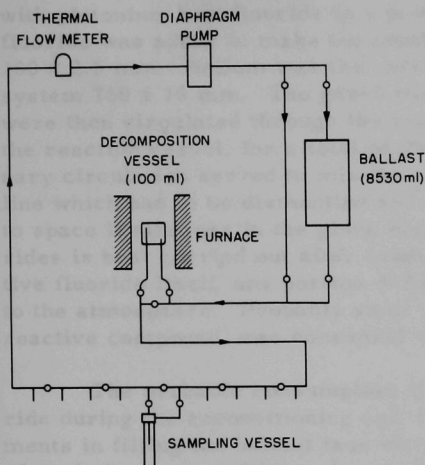 THERMAL
FLOW METER
DIAPHRAGM
PUMP
DECOMPOSITION
VESSEL
(100 ml)
BALLAST
(8530 ml)
FURNACE
SAMPLING VESSEL